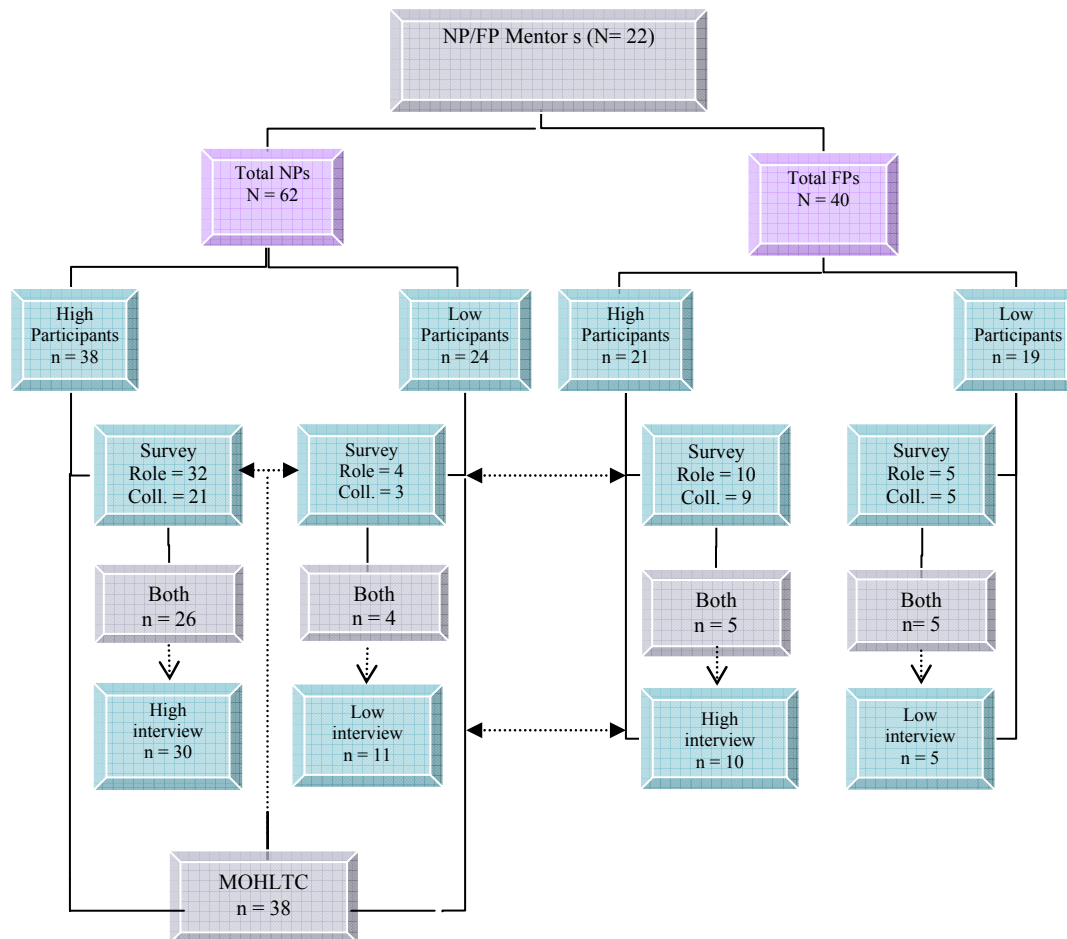 NP/FP Mentor s (N= 22)
Total NPs
N = 62
Total FPs
N = 40
High
Participants
n = 38
Low
Participants
n = 24
High
Participants
n = 21
Low
Participants
n = 19
Survey
Role = 32
Coll. = 21
Survey
Role = 4
Coll. = 3
Survey
Role = 10
Coll. = 9
Survey
Role = 5
Coll. = 5
Both
n = 26
Both
n = 4
Both
n = 5
Both
n= 5
High
interview
n = 30
Low
interview
n = 11
High
interview
n = 10
Low
interview
n = 5
MOHLTC
n = 38